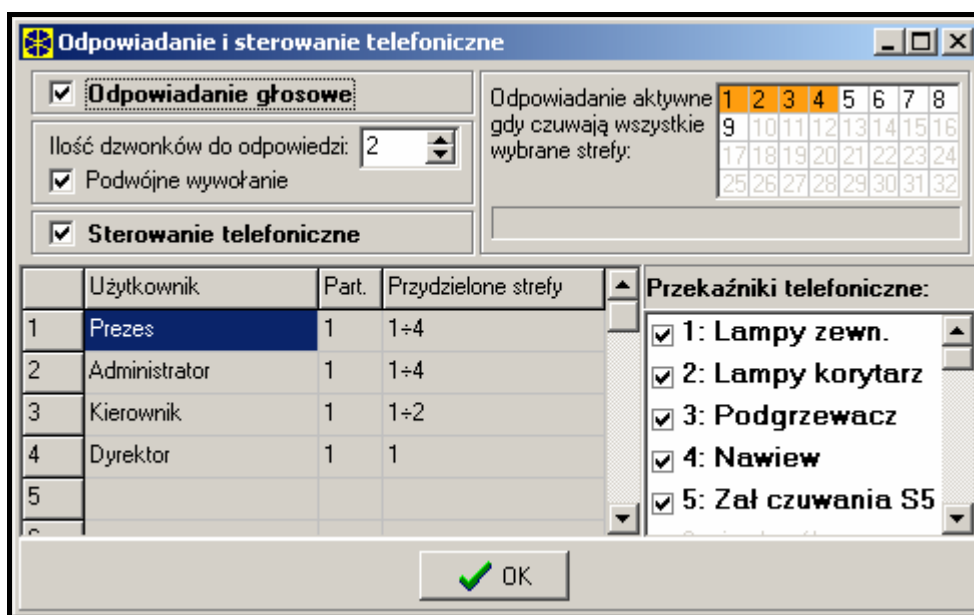 Odpowiadanie i sterowanie telefoniczne
Odpowiadanie głosowe
Ilość dzwonków do odpowiedzi: 2
Podwójne wywołanie
Sterowanie telefoniczne
Odpowiadanie aktywne
gdy czuwają wszystkie
wybrane strefy:
1 2 3 4 5 6 7 8
9 10 11 12 13 14 15 16
17 18 19 20 21 22 23 24
25 26 27 28 29 30 31 32
Użytkownik Part. Przydzielone strefy
1 Prezes 1 1÷4
2 Administrator 1 1÷4
3 Kierownik 1 1÷2
4 Dyrektor 1 1
5
Przekaźniki telefoniczne:
1: Lampy zewn.
2: Lampy korytarz
3: Podgrzewacz
4: Nawiew
5: Zał czuwania S5
OK